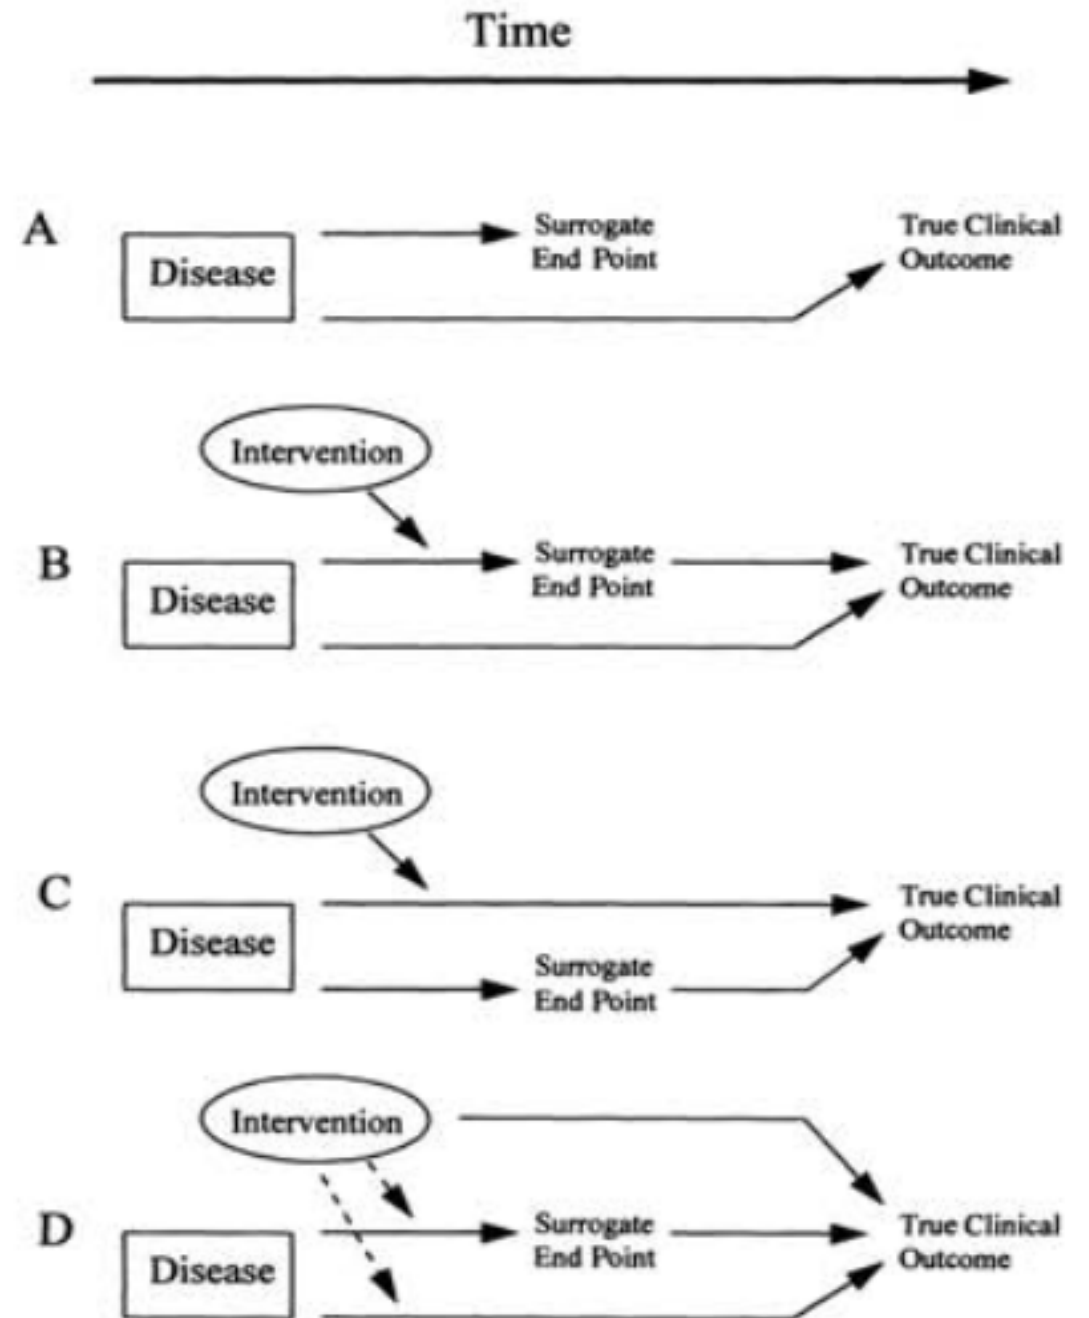 Time
A
Disease
Surrogate
End Point
True Clinical
Outcome
Intervention
B
Disease
Surrogate
End Point
True Clinical
Outcome
Intervention
C
Disease
Surrogate
End Point
True Clinical
Outcome
Intervention
D
Disease
Surrogate
End Point
True Clinical
Outcome